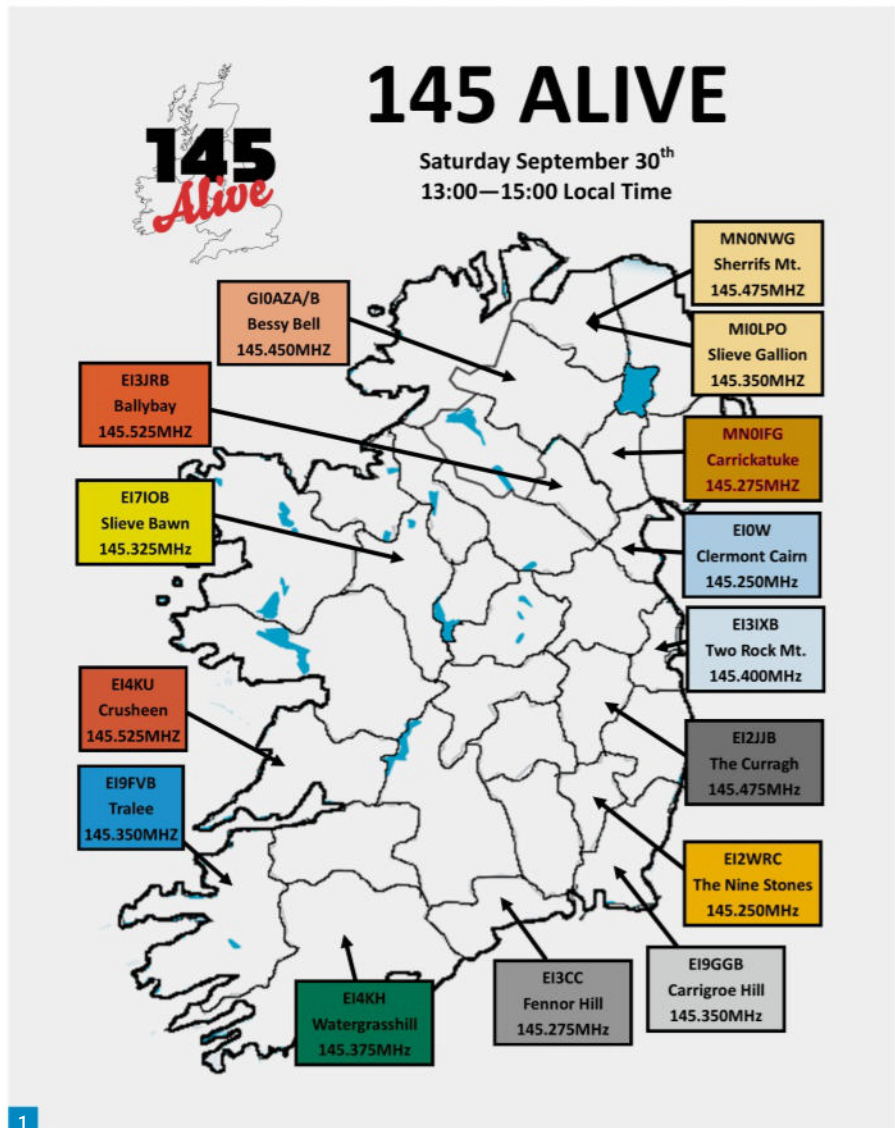 145
Alive
145 ALIVE
Saturday September 30th
13:00—15:00 Local Time
MN0NWG
Sherrifs Mt.
145.475MHZ
GI0AZA/B
Bessy Bell
145.450MHZ
MI0LPO
Slieve Gallion
145.350MHZ
EI3JRB
Ballybay
145.525MHZ
MN0IFG
Carrickatuke
145.275MHZ
EI7IOB
Slieve Bawn
145.325MHz
EI0W
Clermont Cairn
145.250MHz
EI3IXB
Two Rock Mt.
145.400MHz
EI4KU
Crusheen
145.525MHZ
EI2JJB
The Curragh
145.475MHz
EI9FVB
Tralee
145.350MHZ
EI2WRC
The Nine Stones
145.250MHz
EI9GGB
Carrigroe Hill
145.350MHz
EI3CC
Fennor Hill
145.275MHz
EI4KH
Watergrasshill
145.375MHz
1